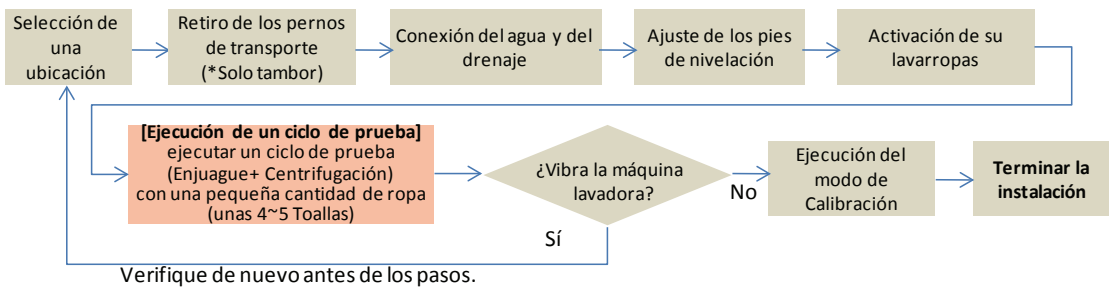 Selección de
una
ubicación
Retiro de los pernos
de transporte
(*Solo tambor)
Conexión del agua y del
drenaje
Ajuste de los pies
de nivelación
Activación de su
lavarropas
[Ejecución de un ciclo de prueba]
ejecutar un ciclo de prueba
(Enjuague+ Centrifugación)
con una pequeña cantidad de ropa
(unas 4~5 Toallas)
¿Vibra la máquina
lavadora?
No
Ejecución del
modo de
Calibración
Terminar la
instalación
Sí
Verifique de nuevo antes de los pasos.